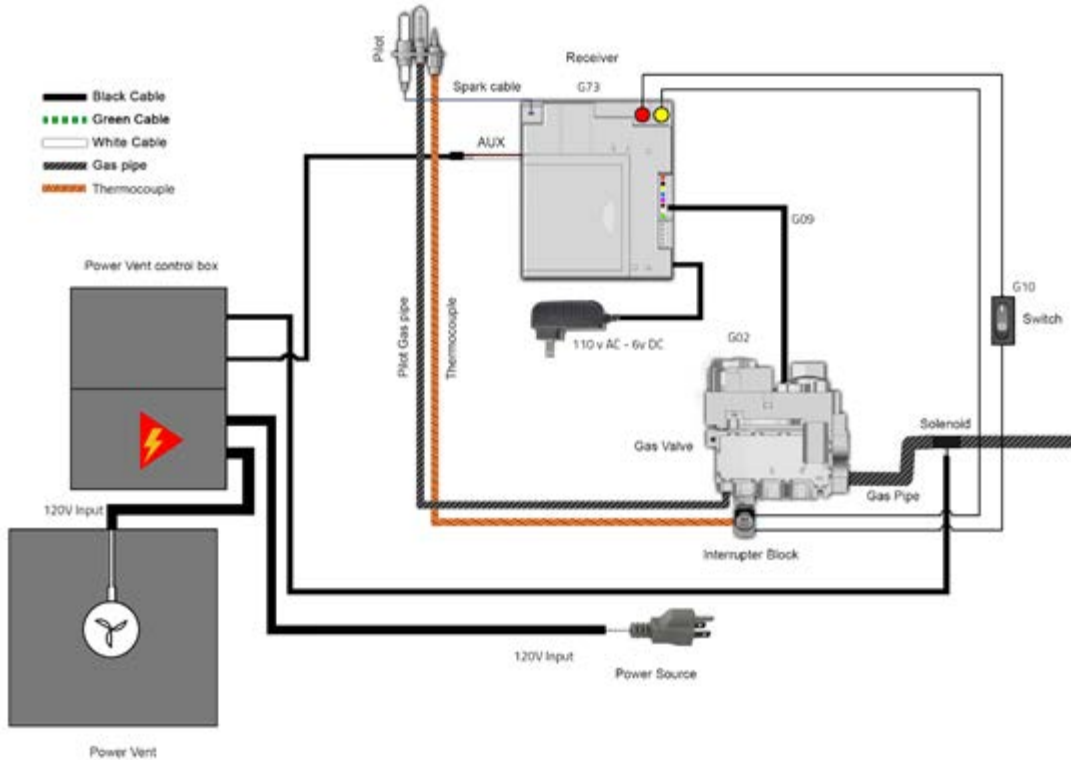 Pilot
Receiver
Spark cable
G73
Black Cable
Green Cable
White Cable
Gas pipe
Thermocouple
AUX
G09
Power Vent control box
G10
Switch
Pilot Gas pipe
Thermocouple
110 v AC - 6v DC
G02
Gas Valve
Solenoid
Gas Pipe
120V Input
Interrupter Block
120V Input
Power Source
Power Vent